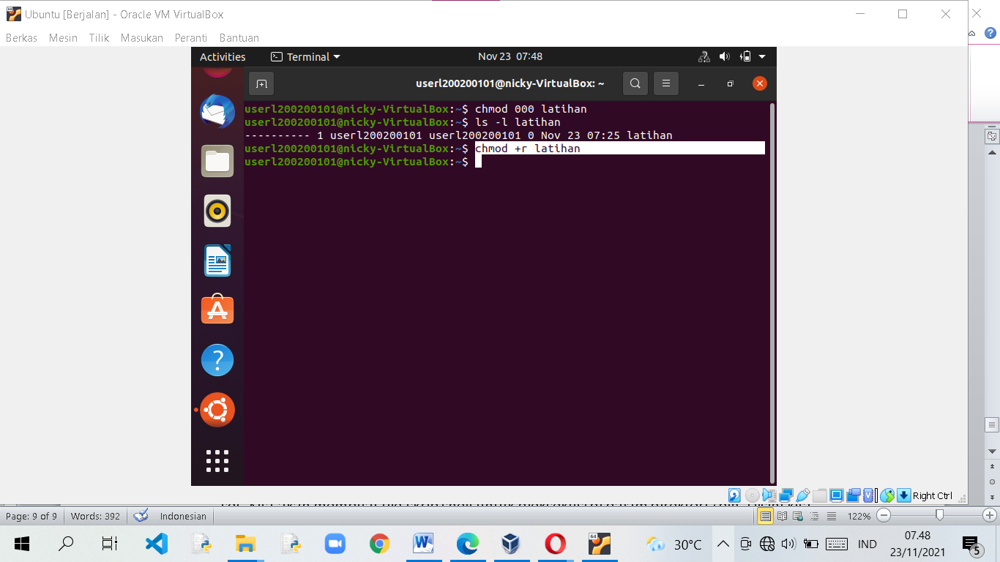 Ubuntu [Berjalan] - Oracle VM VirtualBox
Berkas Mesin Tilik Masukan Peranti Bantuan
Activities Terminal Nov 23 07:48
userl200200101@nicky-VirtualBox: ~
userl200200101@nicky-VirtualBox:~$ chmod 000 latihan
userl200200101@nicky-VirtualBox:~$ ls -l latihan
---------- 1 userl200200101 userl200200101 0 Nov 23 07:25 latihan
userl200200101@nicky-VirtualBox:~$ chmod +r latihan
userl200200101@nicky-VirtualBox:~$
Right Ctrl
Page: 9 of 9 Words: 392 Indonesian 122%
30°C IND 07.48
23/11/2021 5